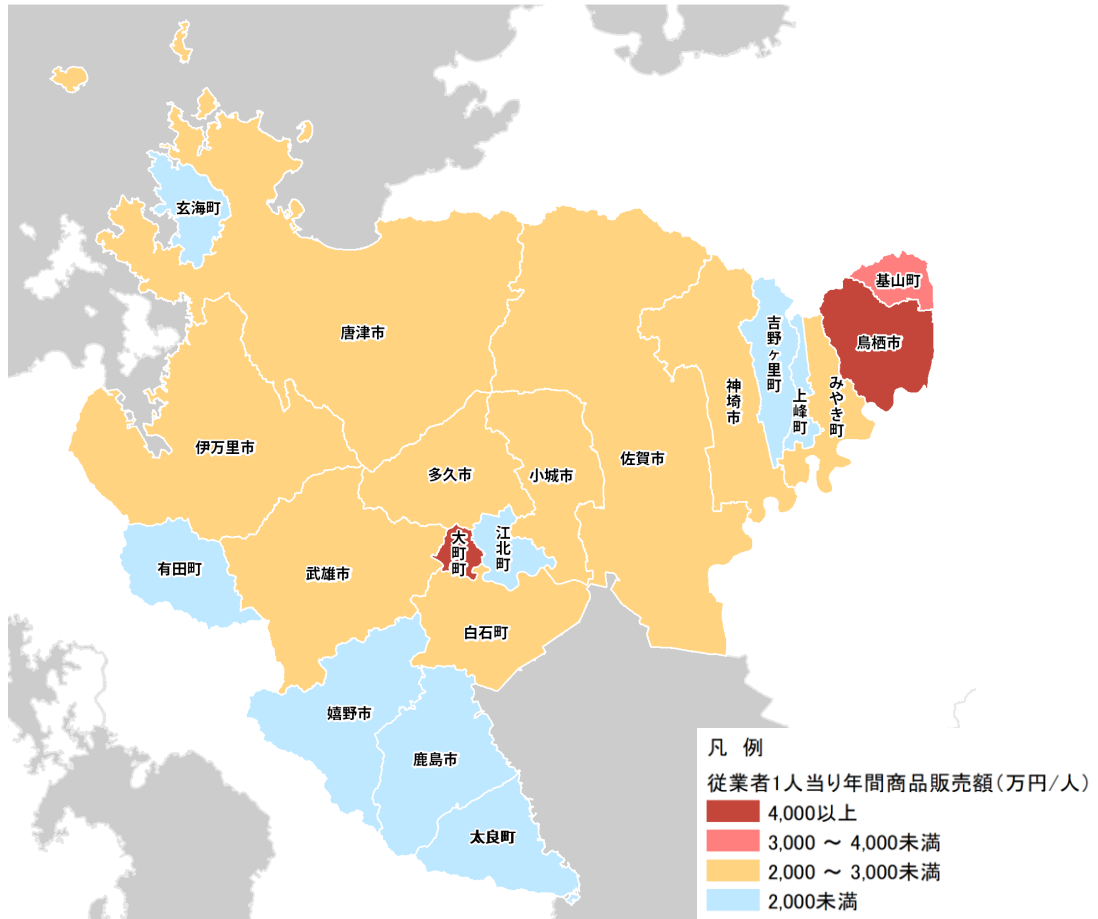 玄海町
基山町
鳥栖市
唐津市
吉野ヶ里町
神埼市
上峰町
みやき町
伊万里市
多久市
小城市
佐賀市
大町町
江北町
有田町
武雄市
白石町
嬉野市
鹿島市
太良町
凡 例
従業者1人当り年間商品販売額(万円/人)
4,000以上
3,000 ～ 4,000未満
2,000 ～ 3,000未満
2,000未満